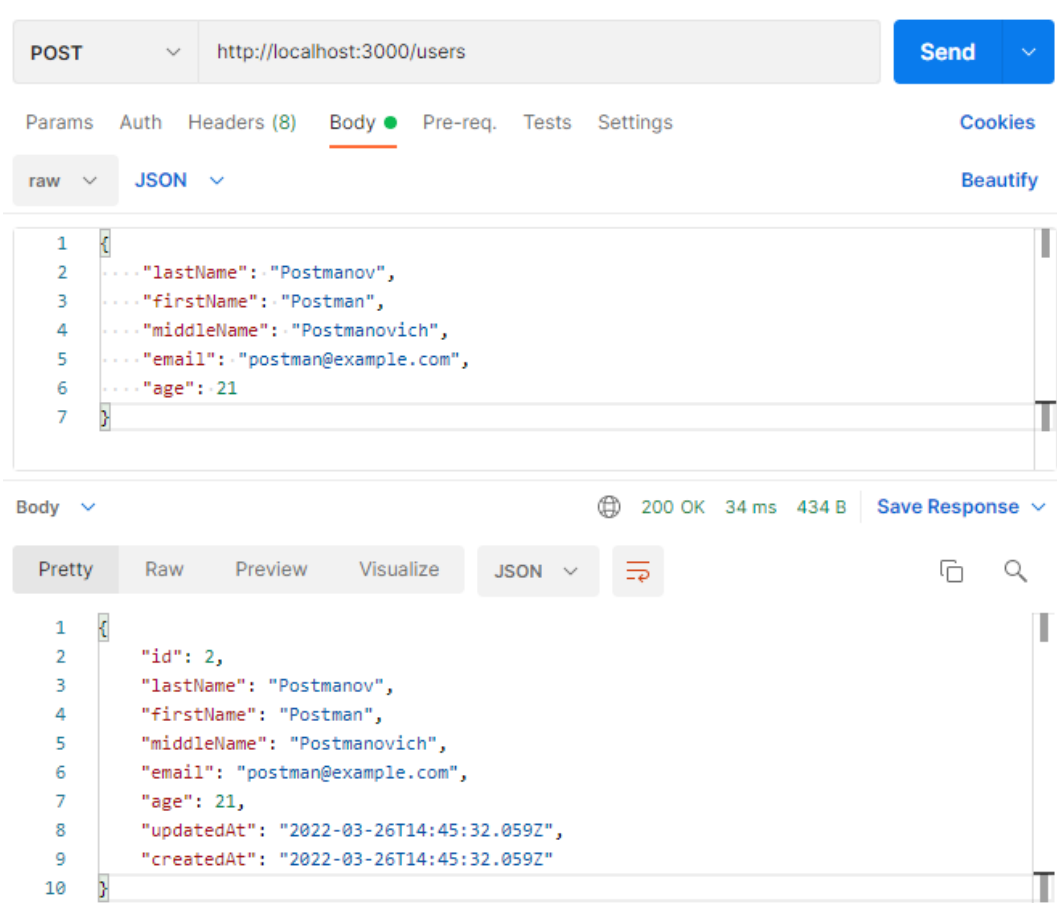 POST http://localhost:3000/users Send
Params Auth Headers (8) Body Pre-req. Tests Settings Cookies
raw JSON Beautify
1 {
2 "lastName": "Postmanov",
3 "firstName": "Postman",
4 "middleName": "Postmanovich",
5 "email": "postman@example.com",
6 "age": 21
7 }
Body 200 OK 34 ms 434 B Save Response
Pretty Raw Preview Visualize JSON
1 {
2 "id": 2,
3 "lastName": "Postmanov",
4 "firstName": "Postman",
5 "middleName": "Postmanovich",
6 "email": "postman@example.com",
7 "age": 21,
8 "updatedAt": "2022-03-26T14:45:32.059Z",
9 "createdAt": "2022-03-26T14:45:32.059Z"
10 }